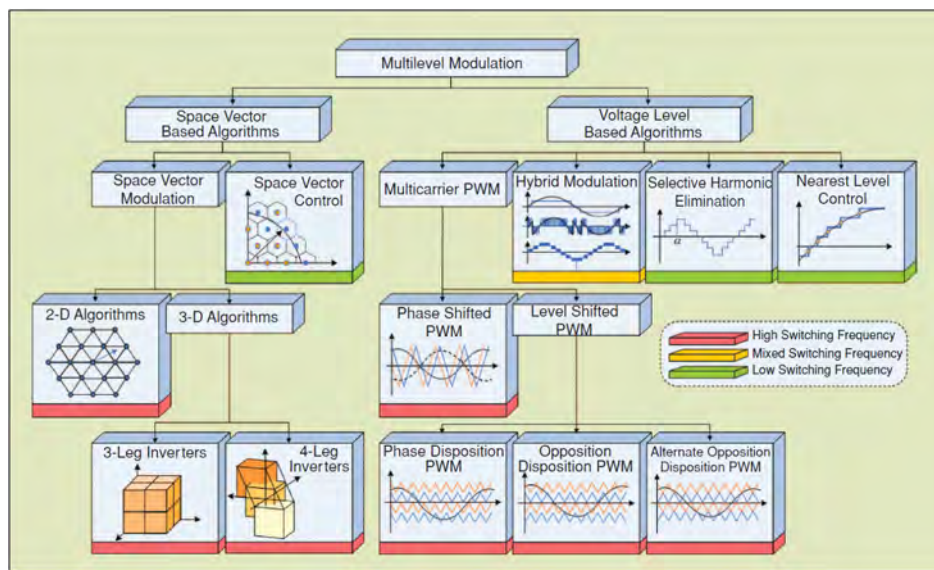 Multilevel Modulation
Space Vector
Based Algorithms
Voltage Level
Based Algorithms
Space Vector
Modulation
Space Vector
Control
Multicarrier PWM
Hybrid Modulation
Selective Harmonic
Elimination
α
Nearest Level
Control
2-D Algorithms
3-D Algorithms
Phase Shifted
PWM
Level Shifted
PWM
High Switching Frequency
Mixed Switching Frequency
Low Switching Frequency
3-Leg Inverters
4-Leg
Inverters
Phase Disposition
PWM
Opposition
Disposition PWM
Alternate Opposition
Disposition PWM